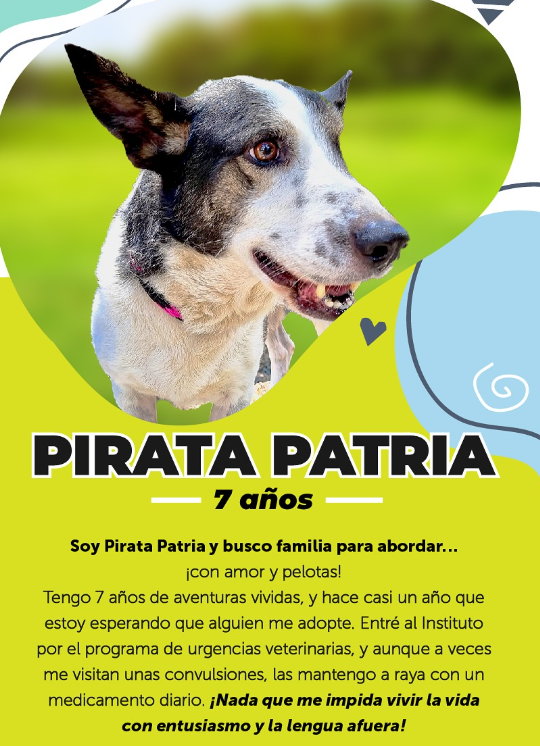 PIRATA PATRIA
7 años
Soy Pirata Patria y busco familia para abordar...
¡con amor y pelotas!
Tengo 7 años de aventuras vividas, y hace casi un año que
estoy esperando que alguien me adopte. Entré al Instituto
por el programa de urgencias veterinarias, y aunque a veces
me visitan unas convulsiones, las mantengo a raya con un
medicamento diario. ¡Nada que me impida vivir la vida
con entusiasmo y la lengua afuera!